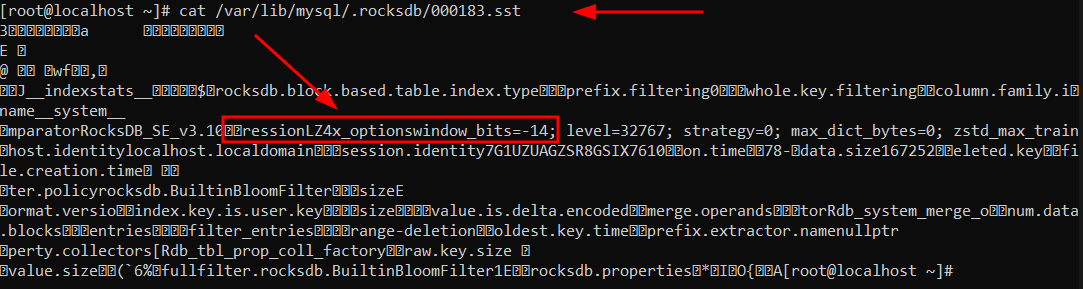 [root@localhost ~]# cat /var/lib/mysql/.rocksdb/000183.sst
3▯▯▯▯▯▯▯▯a ▯▯▯▯▯▯▯▯▯
E ▯
@ ▯▯ ▯wf▯▯,▯
▯▯J__indexstats__▯▯▯▯▯$▯rocksdb.block.based.table.index.type▯▯▯prefix.filtering0▯▯▯whole.key.filtering▯▯column.family.i▯
name__system__
▯mparatorRocksDB_SE_v3.10▯▯ressionLZ4x_optionswindow_bits=-14; level=32767; strategy=0; max_dict_bytes=0; zstd_max_train
▯host.identitylocalhost.localdomain▯▯▯session.identity7G1UZUAGZSR8GSIX7610▯▯on.time▯▯78-▯data.size167252▯▯eleted.key▯▯fi
le.creation.time▯ ▯▯
▯ter.policyrocksdb.BuiltinBloomFilter▯▯▯sizeE
▯ormat.versio▯▯index.key.is.user.key▯▯▯▯size▯▯▯▯value.is.delta.encoded▯▯merge.operands▯▯▯torRdb_system_merge_o▯▯num.data
.blocks▯▯▯entries▯▯▯▯filter_entries▯▯▯▯range-deletion▯▯oldest.key.time▯▯prefix.extractor.namenullptr
▯perty.collectors[Rdb_tbl_prop_coll_factory▯▯raw.key.size ▯
▯value.size▯▯(`6%▯fullfilter.rocksdb.BuiltinBloomFilter1E▯▯rocksdb.properties▯*▯I▯O{▯▯A[root@localhost ~]#